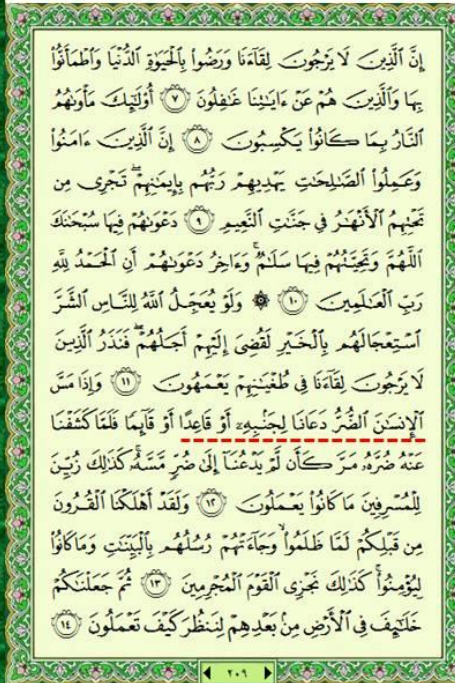 إِنَّ ٱلَّذِينَ لَا يَرْجُونَ لِقَآءَنَا وَرَضُوا۟ بِٱلْحَيَوٰةِ ٱلدُّنْيَا وَٱطْمَأَنُّوا۟
بِهَا وَٱلَّذِينَ هُمْ عَنْ ءَايَـٰتِنَا غَـٰفِلُونَ ٧ أُو۟لَـٰٓئِكَ مَأْوَىٰهُمُ
ٱلنَّارُ بِمَا كَانُوا۟ يَكْسِبُونَ ٨ إِنَّ ٱلَّذِينَ ءَامَنُوا۟
وَعَمِلُوا۟ ٱلصَّـٰلِحَـٰتِ يَهْدِيهِمْ رَبُّهُم بِإِيمَـٰنِهِمْ ۖ تَجْرِى مِن
تَحْتِهِمُ ٱلْأَنْهَـٰرُ فِى جَنَّـٰتِ ٱلنَّعِيمِ ٩ دَعْوَىٰهُمْ فِيهَا سُبْحَـٰنَكَ
ٱللَّهُمَّ وَتَحِيَّتُهُمْ فِيهَا سَلَـٰمٌ ۚ وَءَاخِرُ دَعْوَىٰهُمْ أَنِ ٱلْحَمْدُ لِلَّهِ
رَبِّ ٱلْعَـٰلَمِينَ ١٠ ۞ وَلَوْ يُعَجِّلُ ٱللَّهُ لِلنَّاسِ ٱلشَّرَّ
ٱسْتِعْجَالَهُم بِٱلْخَيْرِ لَقُضِىَ إِلَيْهِمْ أَجَلُهُمْ ۖ فَنَذَرُ ٱلَّذِينَ
لَا يَرْجُونَ لِقَآءَنَا فِى طُغْيَـٰنِهِمْ يَعْمَهُونَ ١١ وَإِذَا مَسَّ
ٱلْإِنسَـٰنَ ٱلضُّرُّ دَعَانَا لِجَنۢبِهِۦٓ أَوْ قَاعِدًا أَوْ قَآئِمًا فَلَمَّا كَشَفْنَا
عَنْهُ ضُرَّهُۥ مَرَّ كَأَن لَّمْ يَدْعُنَآ إِلَىٰ ضُرٍّ مَّسَّهُۥ ۚ كَذَٰلِكَ زُيِّنَ
لِلْمُسْرِفِينَ مَا كَانُوا۟ يَعْمَلُونَ ١٢ وَلَقَدْ أَهْلَكْنَا ٱلْقُرُونَ
مِن قَبْلِكُمْ لَمَّا ظَلَمُوا۟ ۙ وَجَآءَتْهُمْ رُسُلُهُم بِٱلْبَيِّنَـٰتِ وَمَا كَانُوا۟
لِيُؤْمِنُوا۟ ۚ كَذَٰلِكَ نَجْزِى ٱلْقَوْمَ ٱلْمُجْرِمِينَ ١٣ ثُمَّ جَعَلْنَـٰكُمْ
خَلَـٰٓئِفَ فِى ٱلْأَرْضِ مِنۢ بَعْدِهِمْ لِنَنظُرَ كَيْفَ تَعْمَلُونَ ١٤
٢٠٩